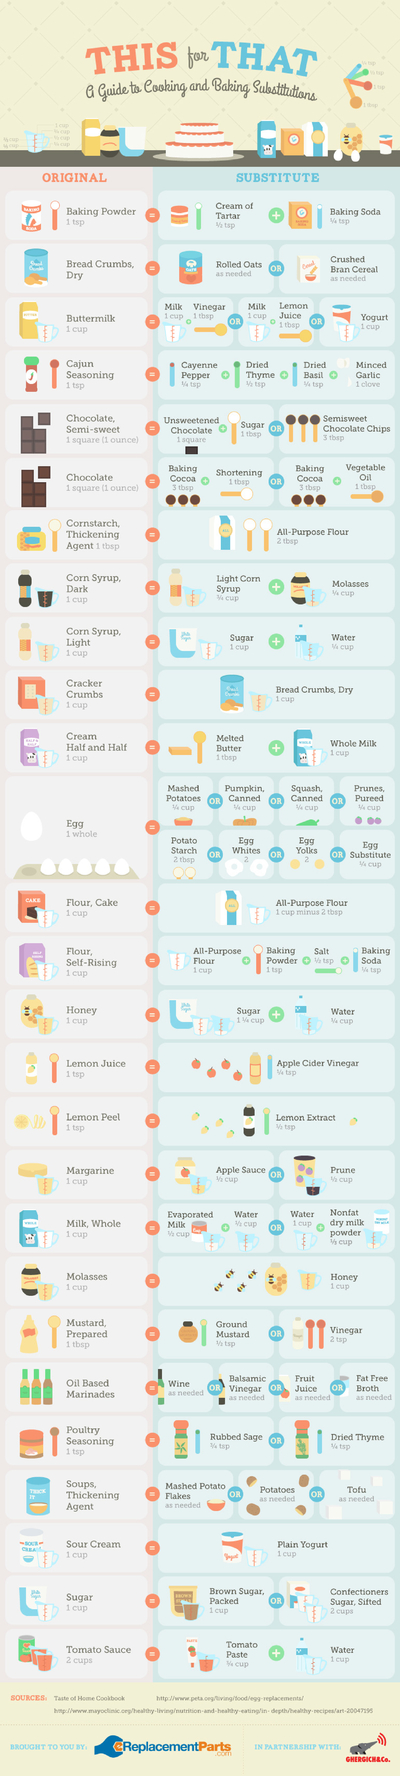 THIS for THAT
A Guide to Cooking and Baking Substitutions
ORIGINAL
SUBSTITUTE
Baking Powder
1 tsp
Cream of
Tartar
½ tsp
Baking Soda
¼ tsp
Bread Crumbs,
Dry
Rolled Oats
as needed
OR
Crushed
Bran Cereal
as needed
Buttermilk
1 cup
Milk
1 cup
Vinegar
1 tbsp
OR
Milk
1 cup
Lemon
Juice
1 tbsp
OR
Yogurt
1 cup
Cajun
Seasoning
1 tsp
Cayenne
Pepper
¼ tsp
Dried
Thyme
½ tsp
Dried
Basil
¼ tsp
Minced
Garlic
1 clove
Chocolate,
Semi-sweet
1 square (1 ounce)
Unsweetened
Chocolate
1 square
Sugar
1 tbsp
OR
Semisweet
Chocolate Chips
3 tbsp
Chocolate
1 square (1 ounce)
Baking
Cocoa
3 tbsp
Shortening
1 tbsp
OR
Baking
Cocoa
3 tbsp
Vegetable
Oil
1 tbsp
Cornstarch,
Thickening
Agent 1 tbsp
All-Purpose Flour
2 tbsp
Corn Syrup,
Dark
1 cup
Light Corn
Syrup
¾ cup
Molasses
¼ cup
Corn Syrup,
Light
1 cup
Sugar
1 cup
Water
¼ cup
Cracker
Crumbs
1 cup
Bread Crumbs, Dry
1 cup
Cream
Half and Half
1 cup
Melted
Butter
1 tbsp
Whole Milk
1 cup
Egg
1 whole
Mashed
Potatoes
¼ cup
OR
Pumpkin,
Canned
¼ cup
OR
Squash,
Canned
¼ cup
OR
Prunes,
Pureed
¼ cup
Potato
Starch
2 tbsp
OR
Egg
Whites
2
OR
Egg
Yolks
2
OR
Egg
Substitute
¼ cup
Flour, Cake
1 cup
All-Purpose Flour
1 cup minus 2 tbsp
Flour,
Self-Rising
1 cup
All-Purpose
Flour
1 cup
Baking
Powder
1 tsp
Salt
½ tsp
Baking
Soda
¼ tsp
Honey
1 cup
Sugar
1 ¼ cup
Water
¼ cup
Lemon Juice
1 tsp
Apple Cider Vinegar
½ tsp
Lemon Peel
1 tsp
Lemon Extract
½ tsp
Margarine
1 cup
Apple Sauce
½ cup
OR
Prune
½ cup
Milk, Whole
1 cup
Evaporated
Milk
½ cup
Water
½ cup
OR
Water
1 cup
Nonfat
dry milk
powder
⅓ cup
Molasses
1 cup
Honey
1 cup
Mustard,
Prepared
1 tbsp
Ground
Mustard
½ tsp
OR
Vinegar
2 tsp
Oil Based
Marinades
Wine
as needed
OR
Balsamic
Vinegar
as needed
OR
Fruit
Juice
as needed
OR
Fat Free
Broth
as needed
Poultry
Seasoning
1 tsp
Rubbed Sage
¾ tsp
OR
Dried Thyme
¼ tsp
Soups,
Thickening
Agent
Mashed Potato
Flakes
as needed
OR
Potatoes
as needed
OR
Tofu
as needed
Sour Cream
1 cup
Plain Yogurt
1 cup
Sugar
1 cup
Brown Sugar,
Packed
1 cup
OR
Confectioners
Sugar, Sifted
2 cups
Tomato Sauce
2 cups
Tomato
Paste
¾ cup
Water
1 cup
SOURCES: Taste of Home Cookbook http://www.peta.org/living/food/egg-replacements/
http://www.mayoclinic.org/healthy-living/nutrition-and-healthy-eating/in-depth/healthy-recipes/art-20047195
BROUGHT TO YOU BY: eReplacementParts.com IN PARTNERSHIP WITH: GHERGICH&Co.